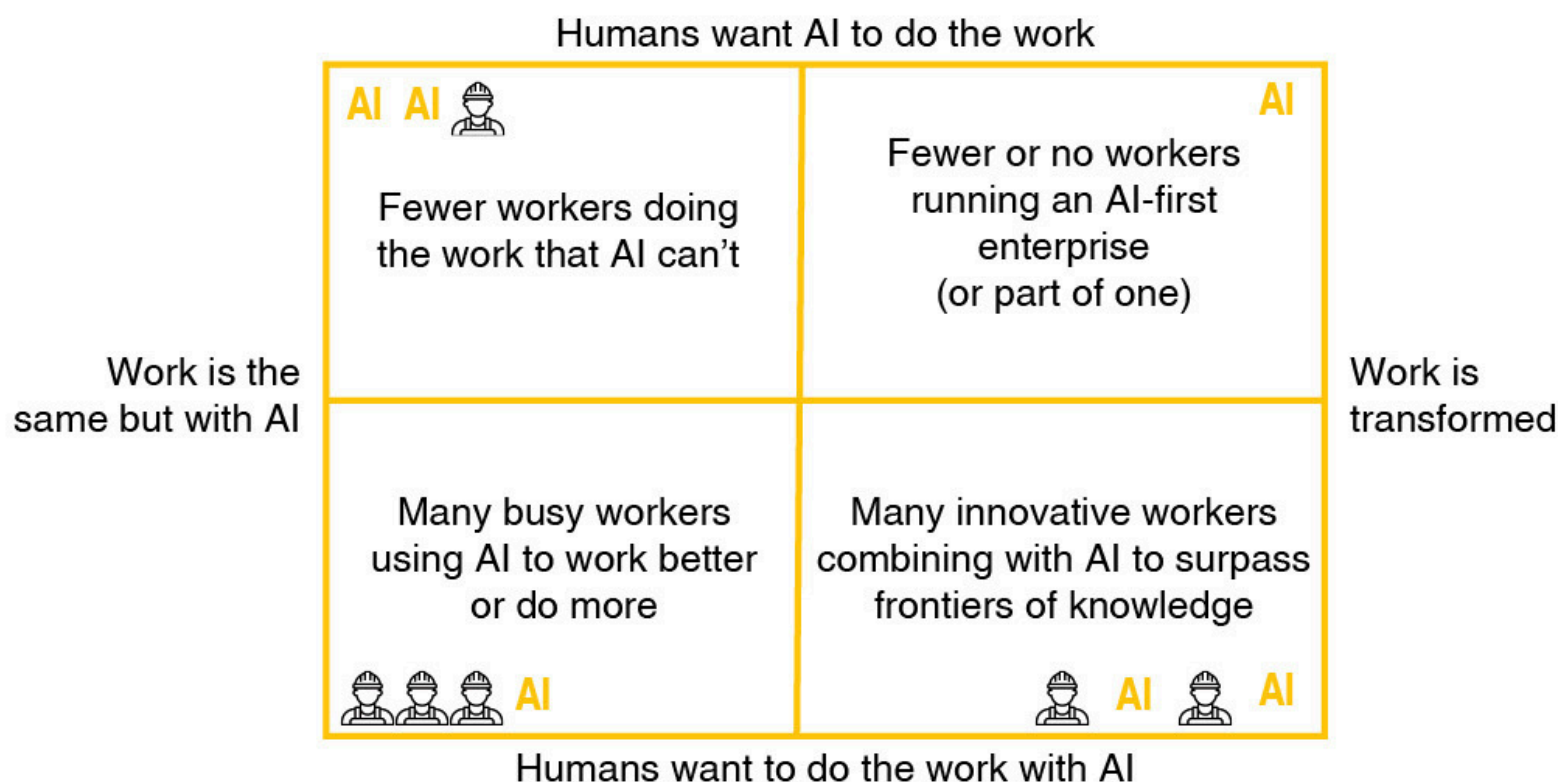 Humans want AI to do the work
AI AI
AI
Fewer workers doing
the work that AI can’t
Fewer or no workers
running an AI-first
enterprise
(or part of one)
Work is the
same but with AI
Work is
transformed
Many busy workers
using AI to work better
or do more
Many innovative workers
combining with AI to surpass
frontiers of knowledge
AI
AI AI
Humans want to do the work with AI